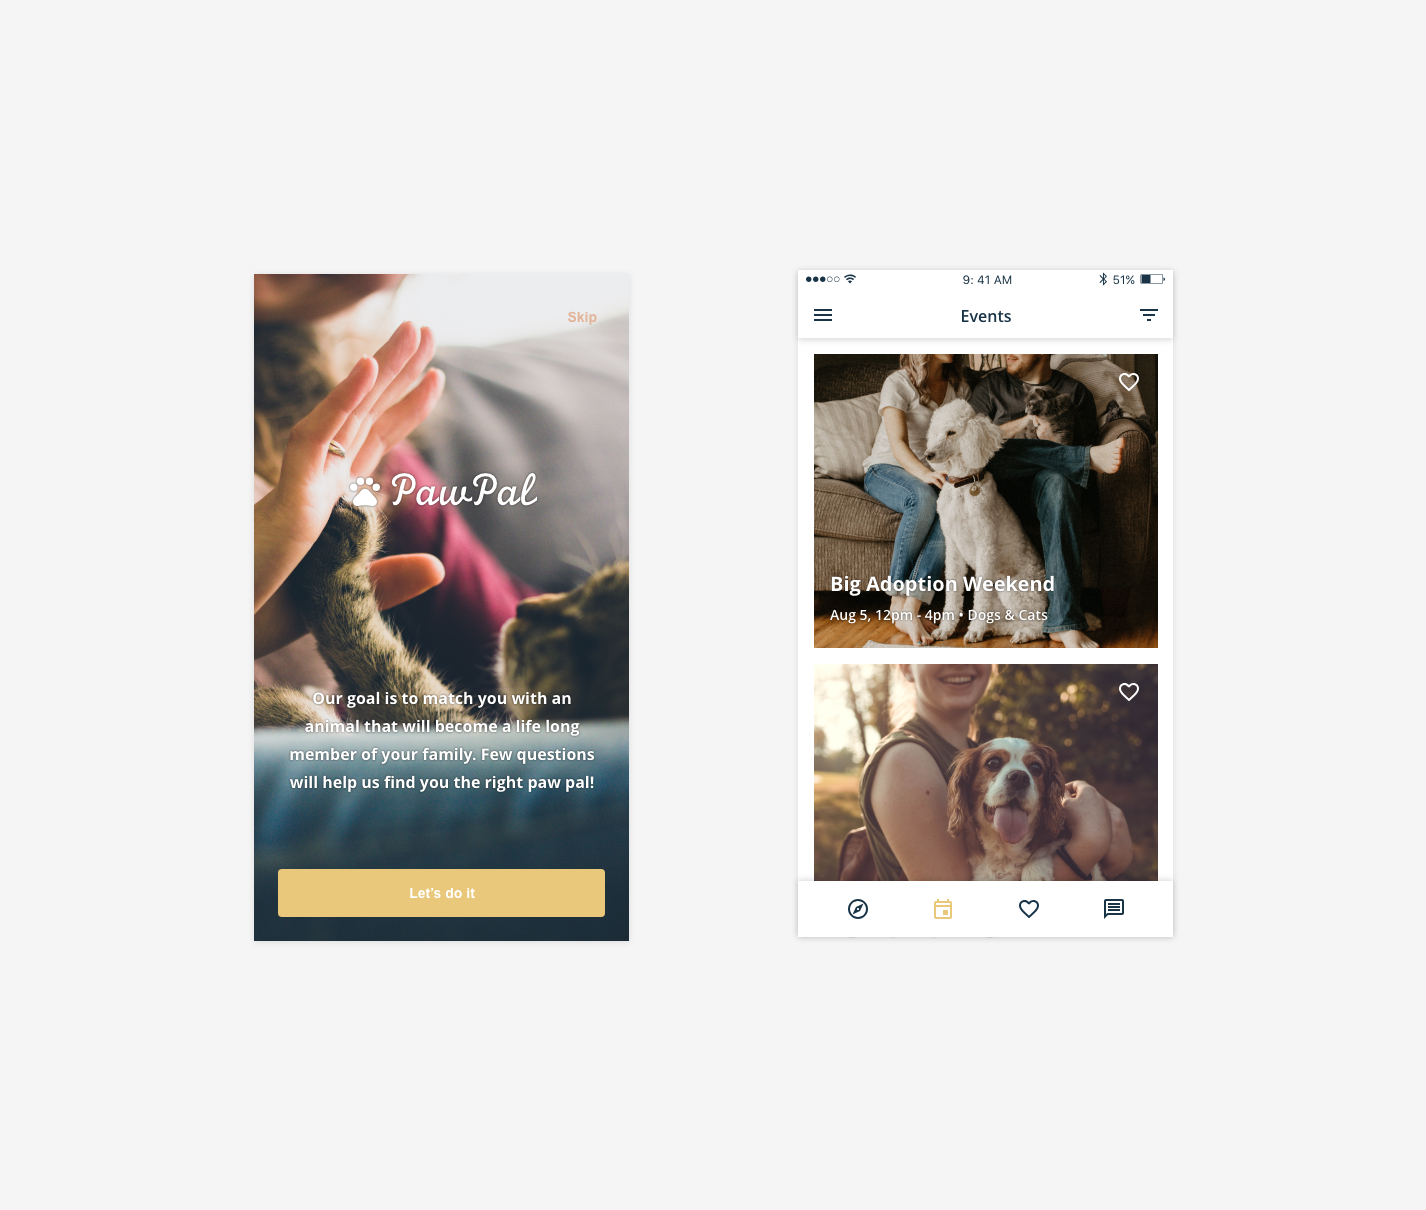 Skip
PawPal
Our goal is to match you with an
animal that will become a life long
member of your family. Few questions
will help us find you the right paw pal!
Let's do it
9: 41 AM
51%
Events
Big Adoption Weekend
Aug 5, 12pm - 4pm • Dogs & Cats